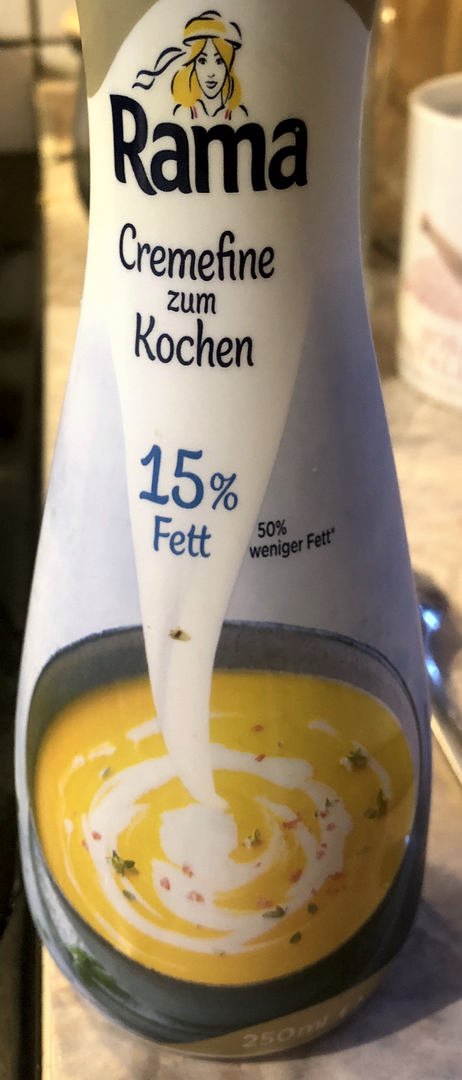 Rama
Cremefine
zum
Kochen
15%
Fett
50%
weniger Fett*
250ml